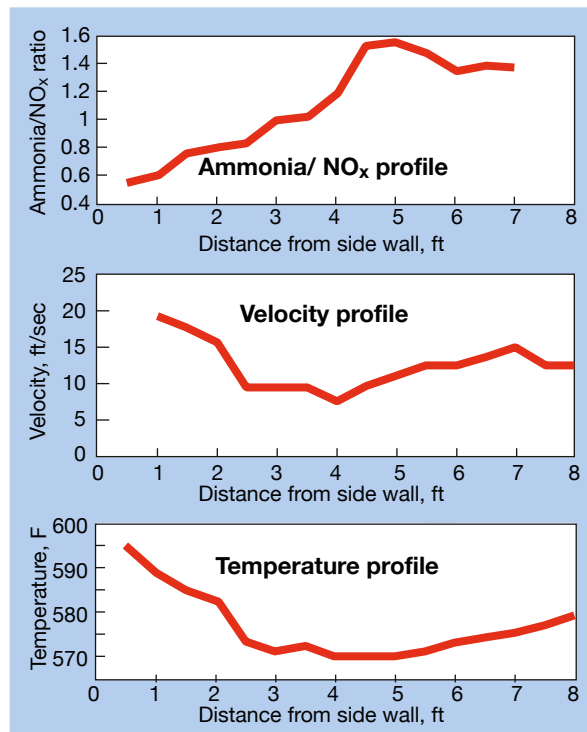 Ammonia/NOx ratio
1.6
1.4
1.2
1
0.8
0.6
0.4
Ammonia/ NOx profile
0 1 2 3 4 5 6 7 8
Distance from side wall, ft
Velocity, ft/sec
25
20
15
10
5
0
Velocity profile
0 1 2 3 4 5 6 7 8
Distance from side wall, ft
Temperature, F
600
590
580
570
Temperature profile
0 1 2 3 4 5 6 7 8
Distance from side wall, ft